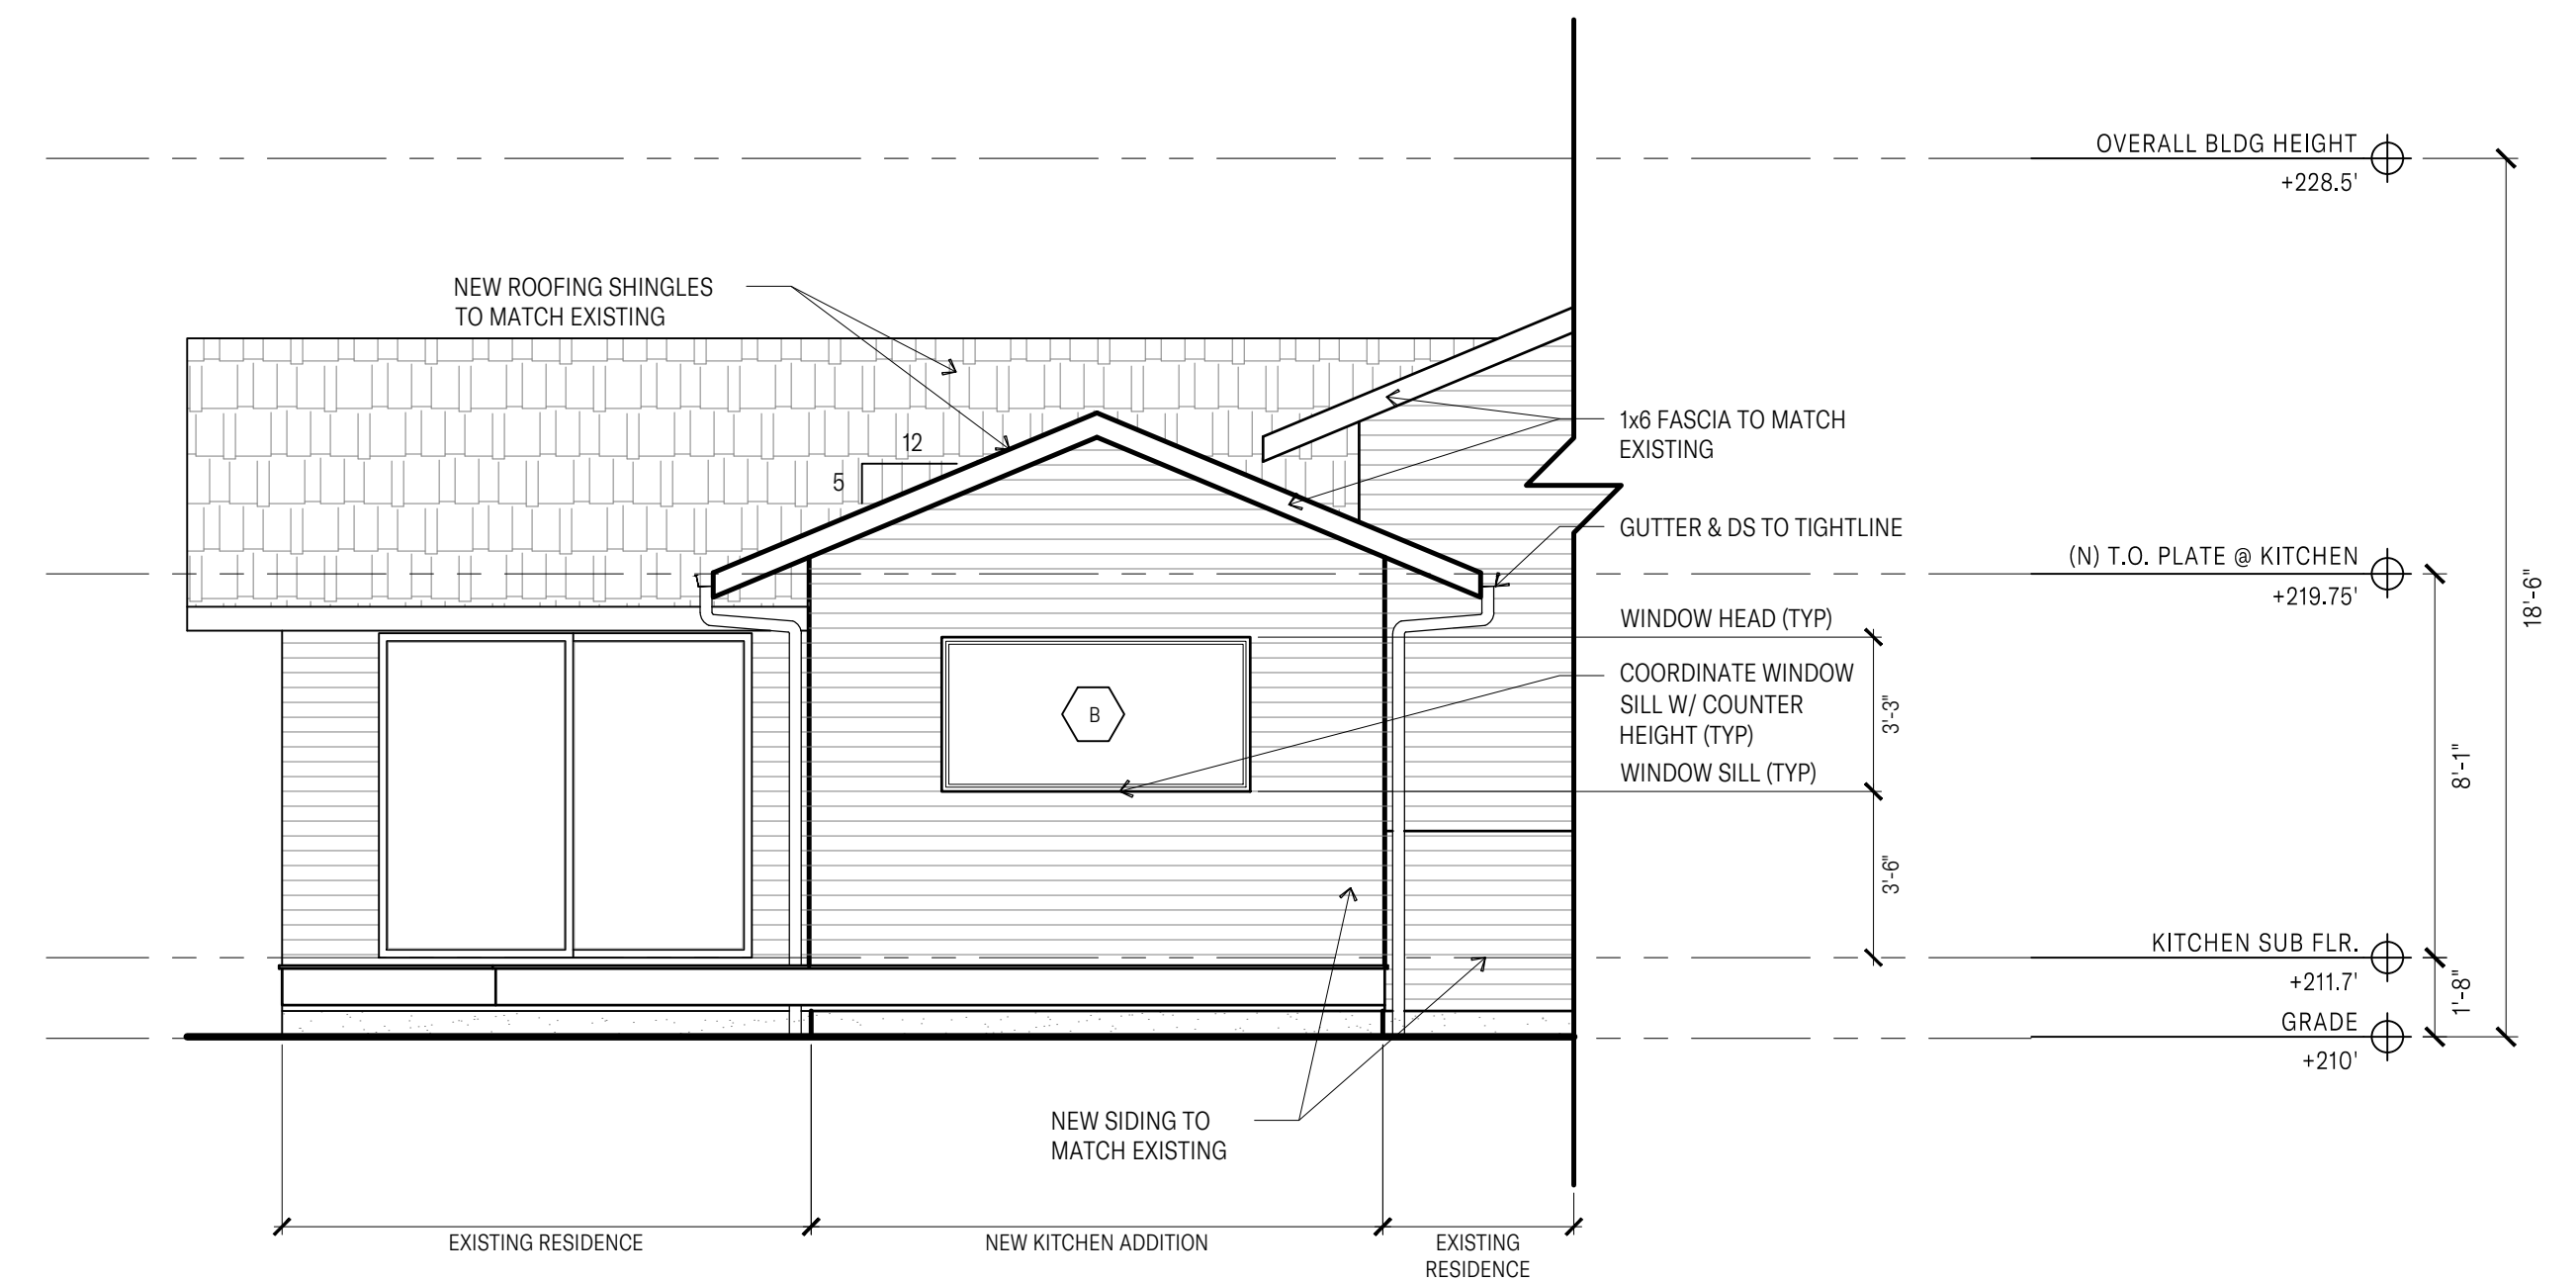 OVERALL BLDG HEIGHT
+228.5'
NEW ROOFING SHINGLES
TO MATCH EXISTING
12
5
1x6 FASCIA TO MATCH
EXISTING
GUTTER & DS TO TIGHTLINE
(N) T.O. PLATE @ KITCHEN
+219.75'
18'-6"
WINDOW HEAD (TYP)
COORDINATE WINDOW
SILL W/ COUNTER
HEIGHT (TYP)
WINDOW SILL (TYP)
B
3'-3"
8'-1"
3'-6"
KITCHEN SUB FLR.
+211.7'
1'-8"
GRADE
+210'
NEW SIDING TO
MATCH EXISTING
EXISTING RESIDENCE
NEW KITCHEN ADDITION
EXISTING
RESIDENCE